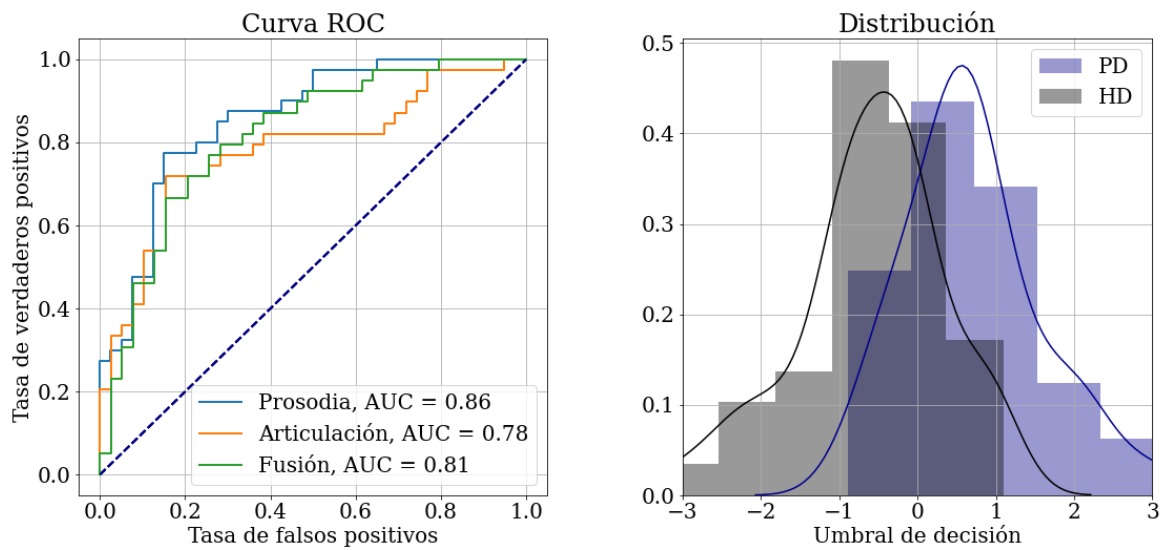 Curva ROC
Tasa de verdaderos positivos
1.0
0.8
0.6
0.4
0.2
0.0
Prosodia, AUC = 0.86
Articulación, AUC = 0.78
Fusión, AUC = 0.81
0.0 0.2 0.4 0.6 0.8 1.0
Tasa de falsos positivos
Distribución
0.5
0.4
0.3
0.2
0.1
0.0
PD
HD
−3 −2 −1 0 1 2 3
Umbral de decisión